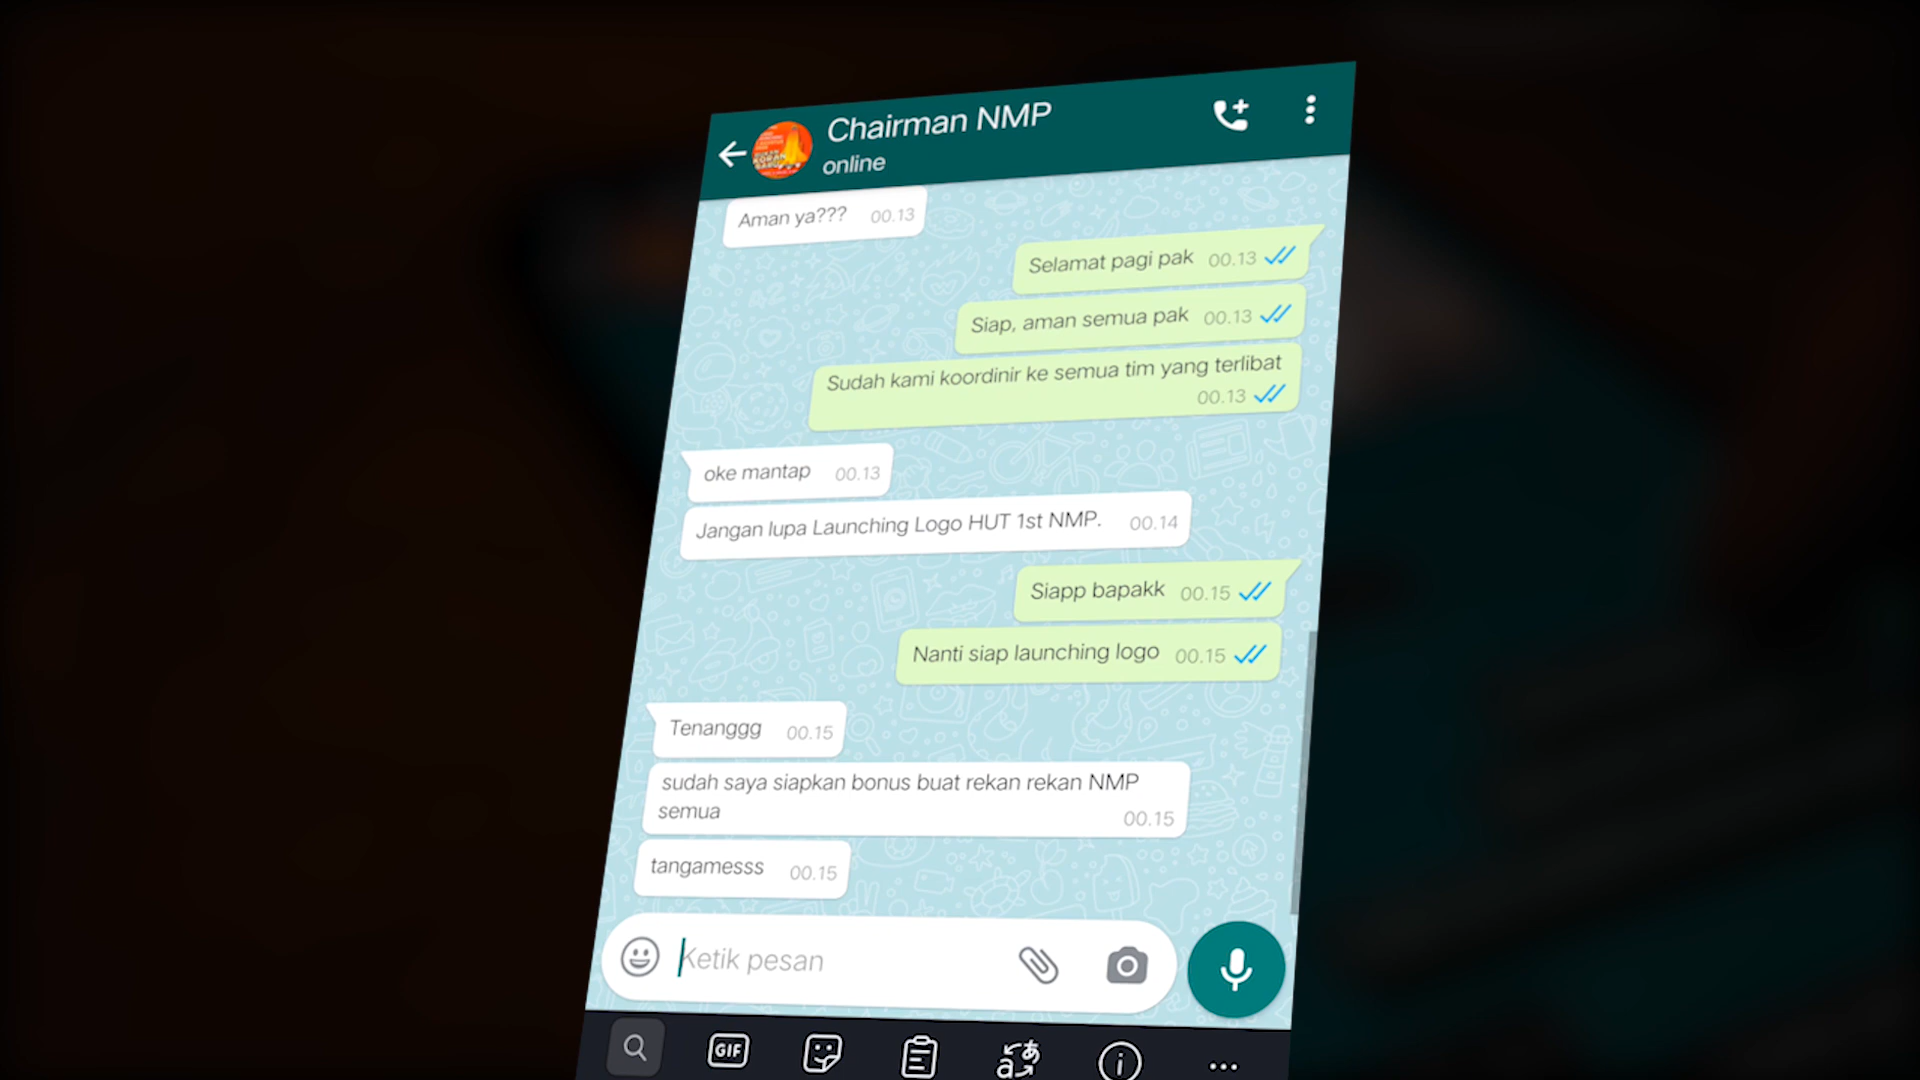 Chairman NMP
online
Aman ya??? 00.13
Selamat pagi pak 00.13
Siap, aman semua pak 00.13
Sudah kami koordinir ke semua tim yang terlibat
00.13
oke mantap 00.13
Jangan lupa Launching Logo HUT 1st NMP. 00.14
Siapp bapakk 00.15
Nanti siap launching logo 00.15
Tenanggg 00.15
sudah saya siapkan bonus buat rekan rekan NMP
semua 00.15
tangamesss 00.15
Ketik pesan
GIF